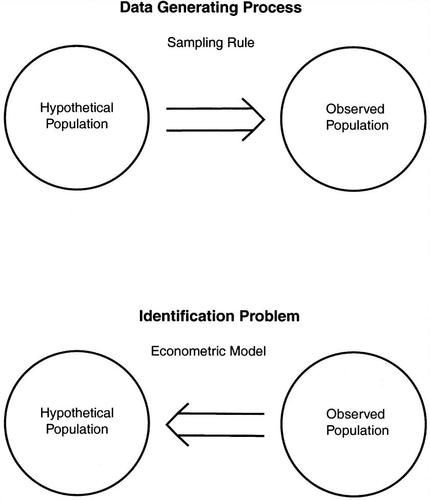 Data Generating Process
Sampling Rule
Hypothetical
Population
Observed
Population
Identification Problem
Econometric Model
Hypothetical
Population
Observed
Population